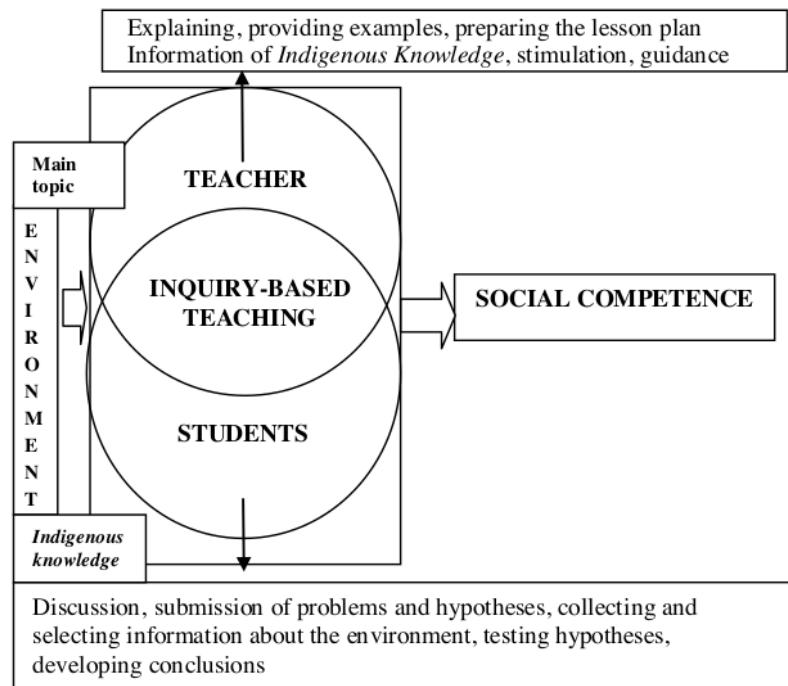 Explaining, providing examples, preparing the lesson plan
Information of Indigenous Knowledge, stimulation, guidance
Main
topic
TEACHER
ENVIRONMENT
INQUIRY-BASED
TEACHING
SOCIAL COMPETENCE
STUDENTS
Indigenous
knowledge
Discussion, submission of problems and hypotheses, collecting and
selecting information about the environment, testing hypotheses,
developing conclusions